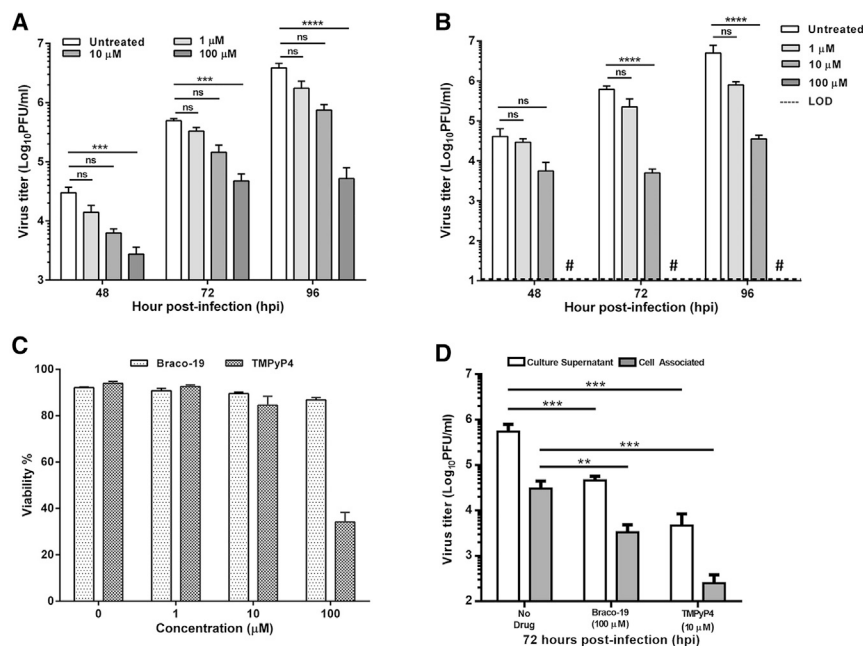 A
Untreated 1 μM
10 μM 100 μM
****
ns
ns
***
ns
ns
***
ns
ns
Virus titer (Log10PFU/ml)
7
6
5
4
3
48 72 96
Hour post-infection (hpi)
B
Untreated
1 μM
10 μM
100 μM
LOD
****
ns
****
ns
ns
ns
Virus titer (Log10PFU/ml)
7
6
5
4
3
2
1
# # #
48 72 96
Hour post-infection (hpi)
C
Braco-19 TMPyP4
Viability %
100
80
60
40
20
0
0 1 10 100
Concentration (μM)
D
Culture Supernatant Cell Associated
***
***
***
**
Virus titer (Log10PFU/ml)
7
6
5
4
3
2
No Drug
Braco-19 (100 μM)
TMPyP4 (10 μM)
72 hours post-infection (hpi)